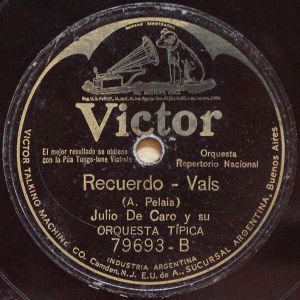 "HIS MASTER'S VOICE"
Victor
El mejor resultado se obtiene
con la Púa Tungs-tone Victrola
Orquesta
Repertorio Nacional
Recuerdo - Vals
(A. Pelaia)
Julio De Caro y su
ORQUESTA TÍPICA
79693-B
INDUSTRIA ARGENTINA
VICTOR TALKING MACHINE CO. Camden. N.J. E.U. de A., SUCURSAL ARGENTINA, Buenos Aires